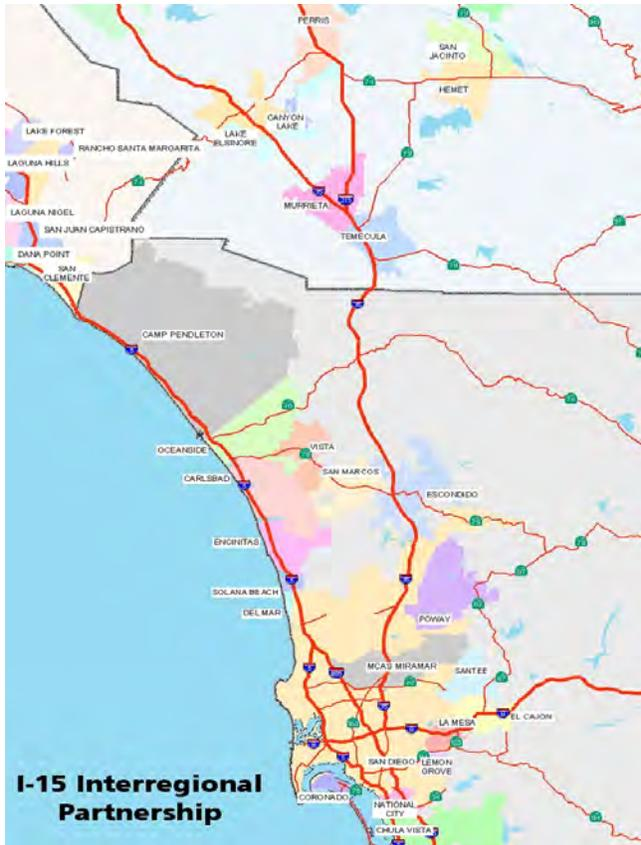 PERRIS
SAN
JACINTO
HEMET
CANYON
LAKE
LAKE
ELSINORE
LAKE FOREST
RANCHO SANTA MARGARITA
LAGUNA HILLS
MURRIETA
LAGUNA NIGEL
SAN JUAN CAPISTRANO
TEMECULA
DANA POINT
SAN
CLEMENTE
CAMP PENDLETON
OCEANSIDE
VISTA
SAN MARCOS
CARLSBAD
ESCONDIDO
ENCINITAS
SOLANA BEACH
DEL MAR
POWAY
MCAS MIRAMAR
SANTEE
EL CAJON
LA MESA
SAN DIEGO
LEMON
GROVE
CORONADO
NATIONAL
CITY
CHULA VISTA
I-15 Interregional
Partnership